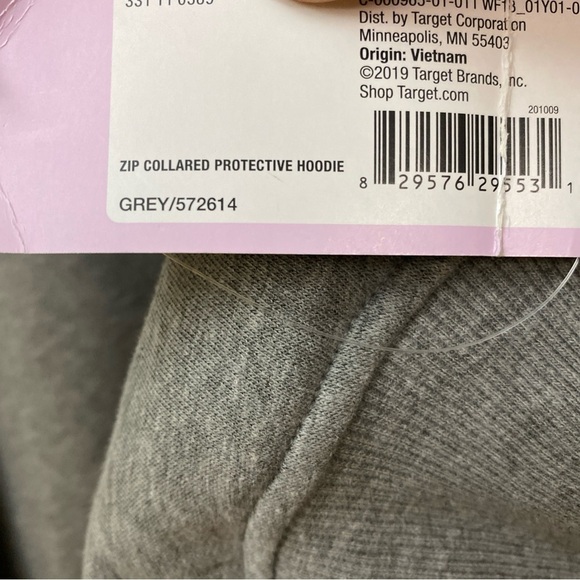 Dist. by Target Corporation
Minneapolis, MN 55403
Origin: Vietnam
©2019 Target Brands, Inc.
Shop Target.com
201009
ZIP COLLARED PROTECTIVE HOODIE
8 29576 29553 1
GREY/572614